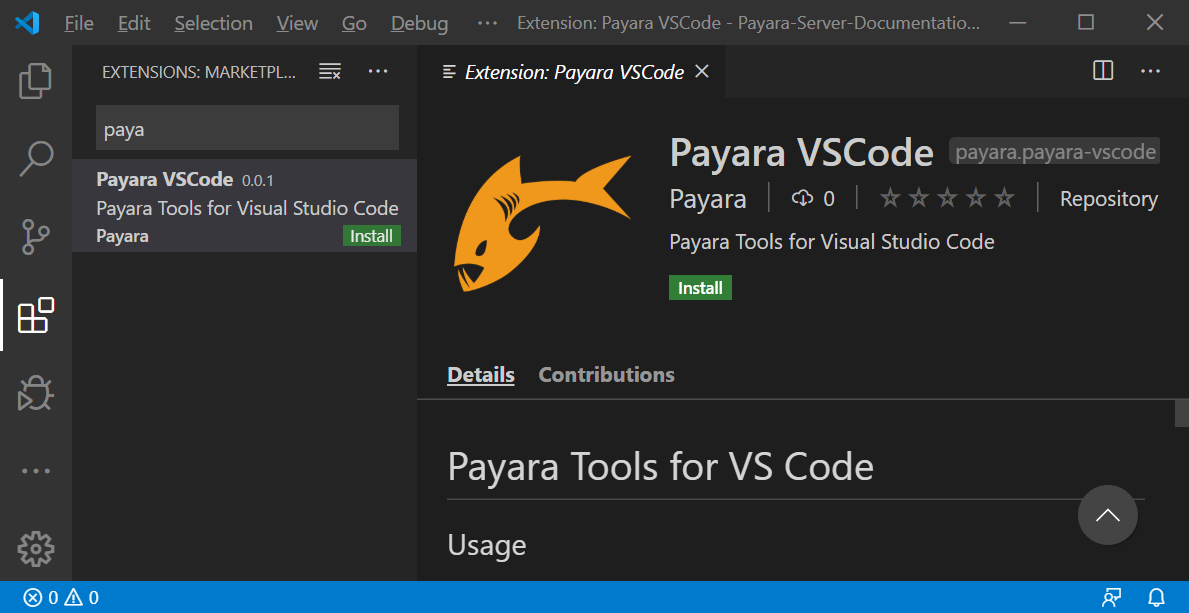 File Edit Selection View Go Debug ··· Extension: Payara VSCode - Payara-Server-Documentatio...
EXTENSIONS: MARKETPL...
Extension: Payara VSCode
paya
Payara VSCode 0.0.1
Payara Tools for Visual Studio Code
Payara Install
Payara VSCode payara.payara-vscode
Payara 0 Repository
Payara Tools for Visual Studio Code
Install
Details Contributions
Payara Tools for VS Code
Usage
0 0